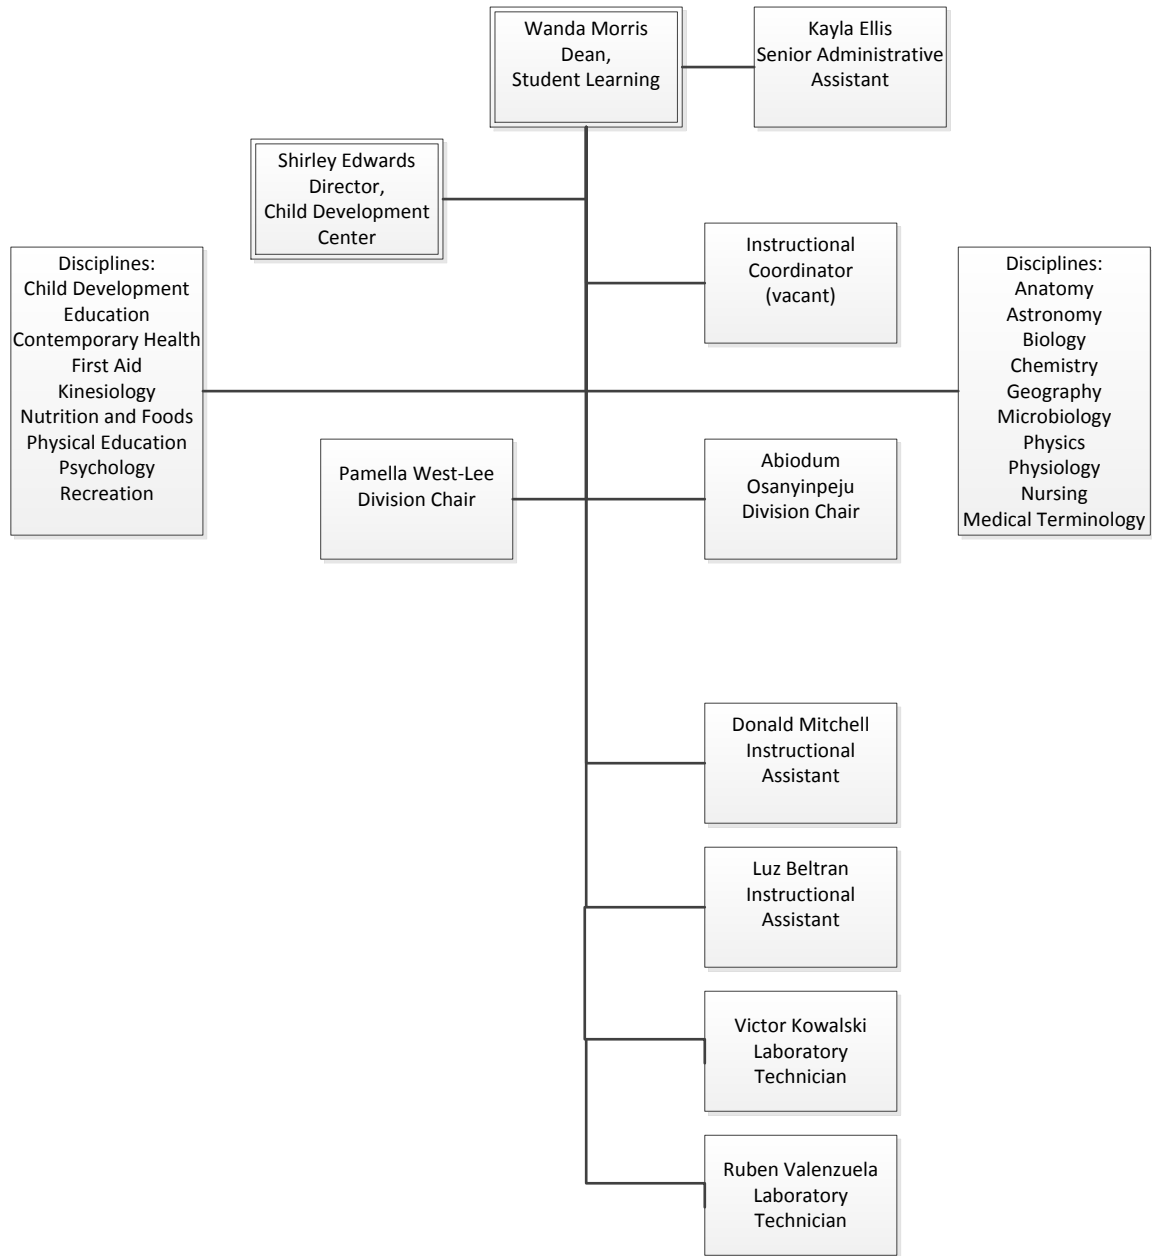 Wanda Morris
Dean,
Student Learning
Kayla Ellis
Senior Administrative
Assistant
Shirley Edwards
Director,
Child Development
Center
Instructional
Coordinator
(vacant)
Disciplines:
Child Development
Education
Contemporary Health
First Aid
Kinesiology
Nutrition and Foods
Physical Education
Psychology
Recreation
Disciplines:
Anatomy
Astronomy
Biology
Chemistry
Geography
Microbiology
Physics
Physiology
Nursing
Medical Terminology
Pamella West-Lee
Division Chair
Abiodum
Osanyinpeju
Division Chair
Donald Mitchell
Instructional
Assistant
Luz Beltran
Instructional
Assistant
Victor Kowalski
Laboratory
Technician
Ruben Valenzuela
Laboratory
Technician